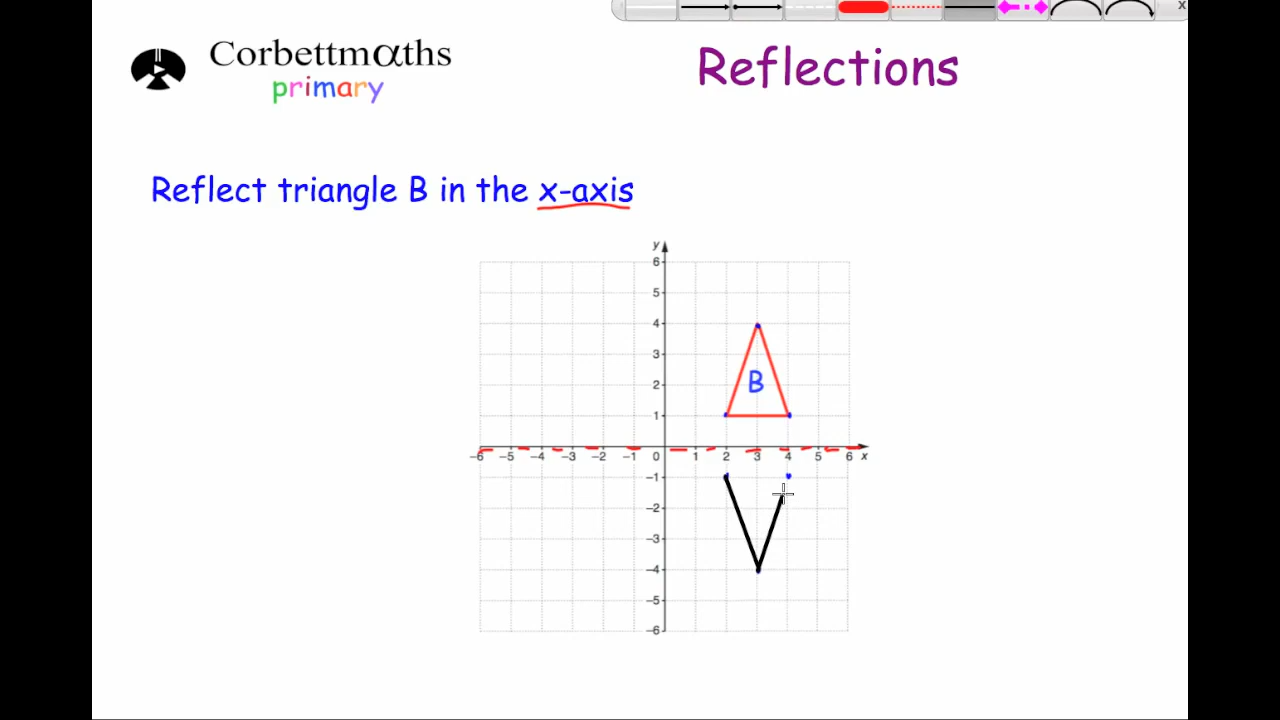 x
Corbettmαths
primary
Reflections
Reflect triangle B in the x-axis
y
6
5
4
3
B
2
1
-6 -5 -4 -3 -2 -1 0 1 2 3 4 5 6 x
-1
-2
-3
-4
-5
-6